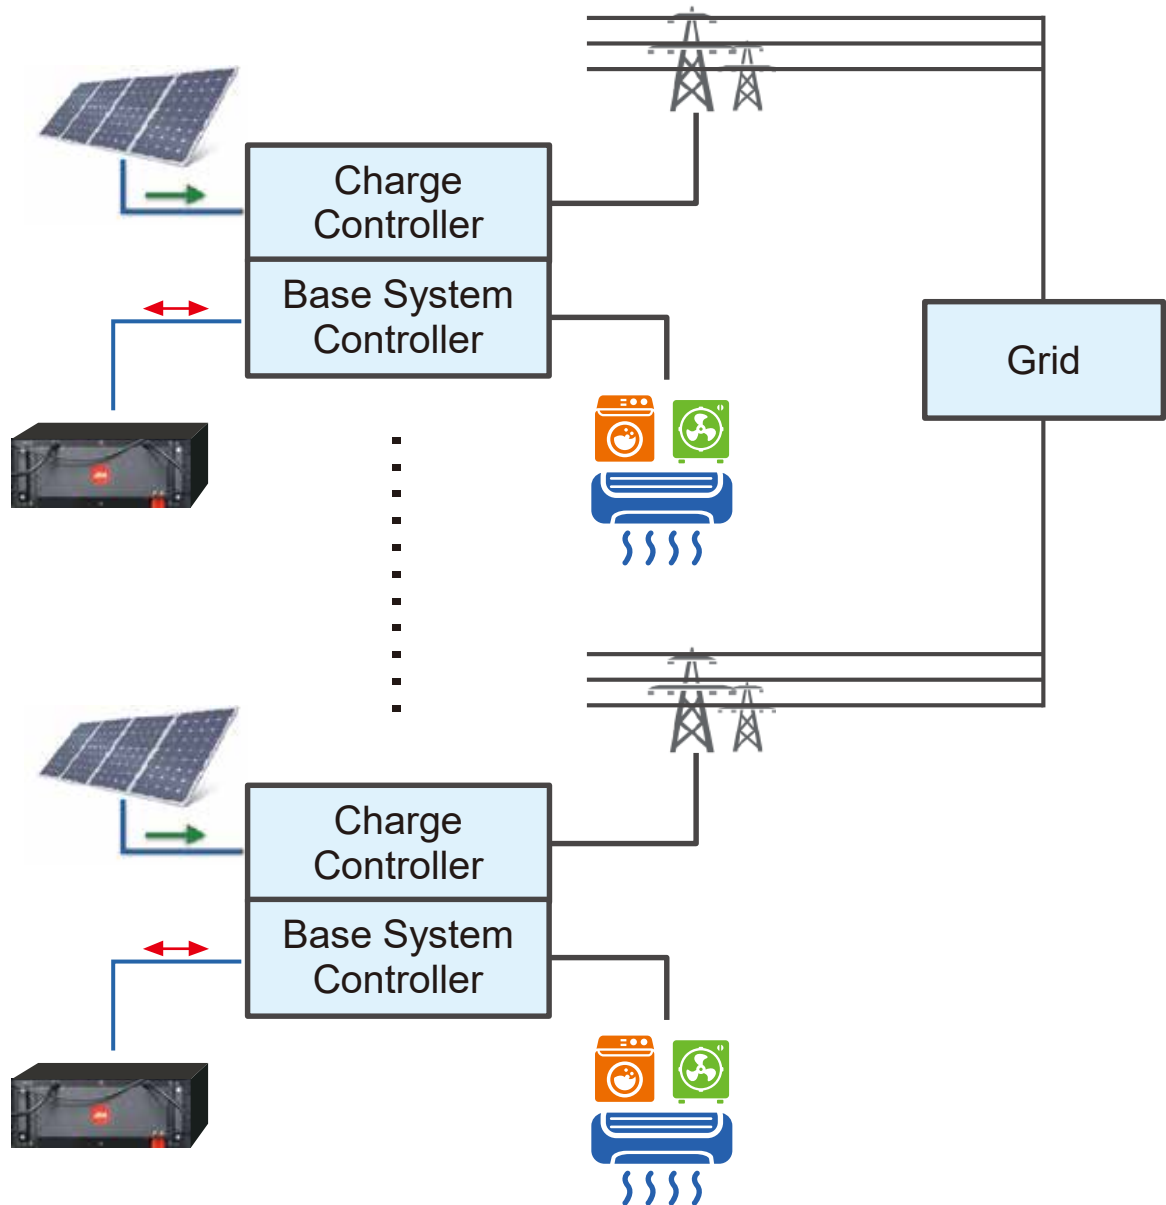 Charge
Controller
Base System
Controller
Grid
Charge
Controller
Base System
Controller